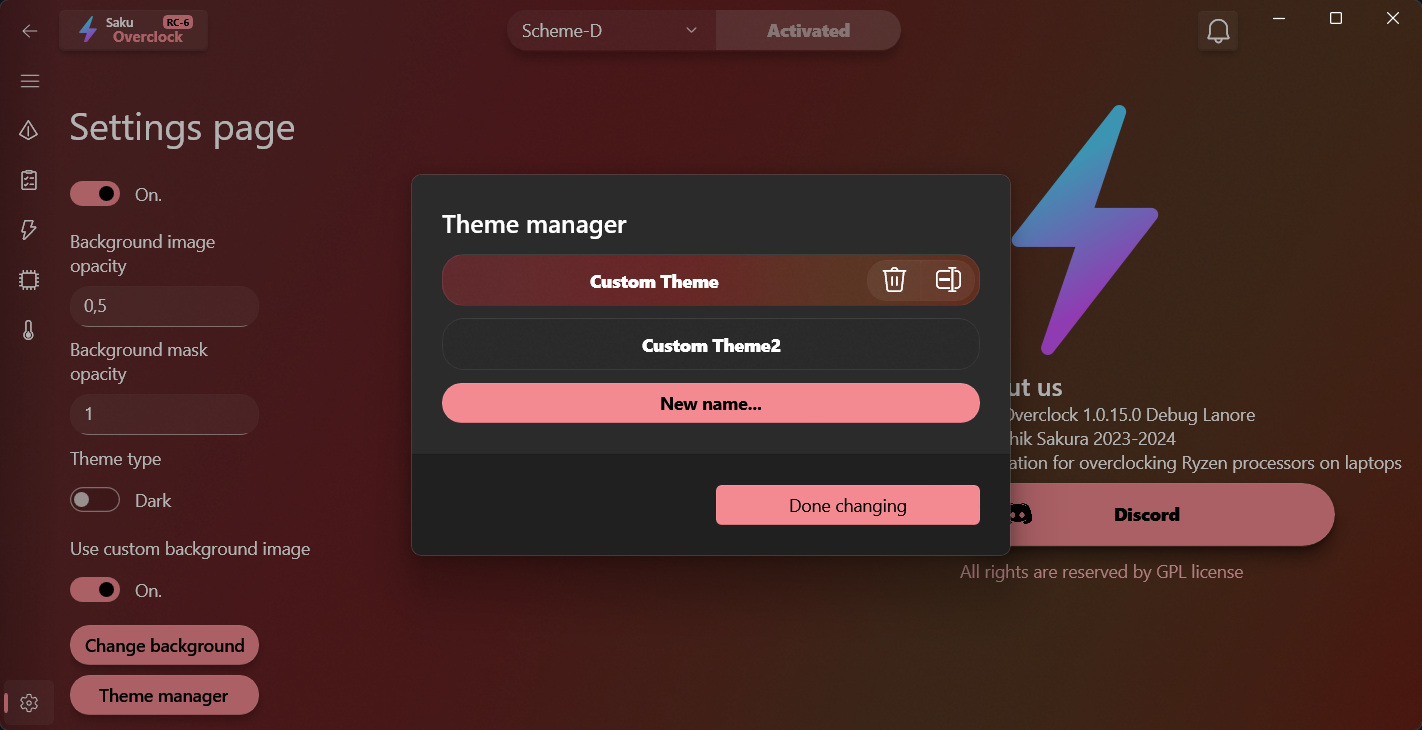 Saku RC-6
Overclock
Scheme-D
Activated
Settings page
On.
Background image
opacity
0,5
Background mask
opacity
1
Theme type
Dark
Use custom background image
On.
Change background
Theme manager
Theme manager
Custom Theme
Custom Theme2
New name...
Done changing
ut us
Overclock 1.0.15.0 Debug Lanore
hik Sakura 2023-2024
ation for overclocking Ryzen processors on laptops
Discord
All rights are reserved by GPL license